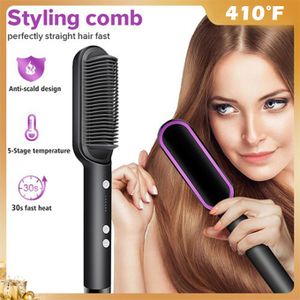 Styling comb
perfectly straight hair fast
410°F
Anti-scald design
5-Stage temperature
30s
30s fast heat